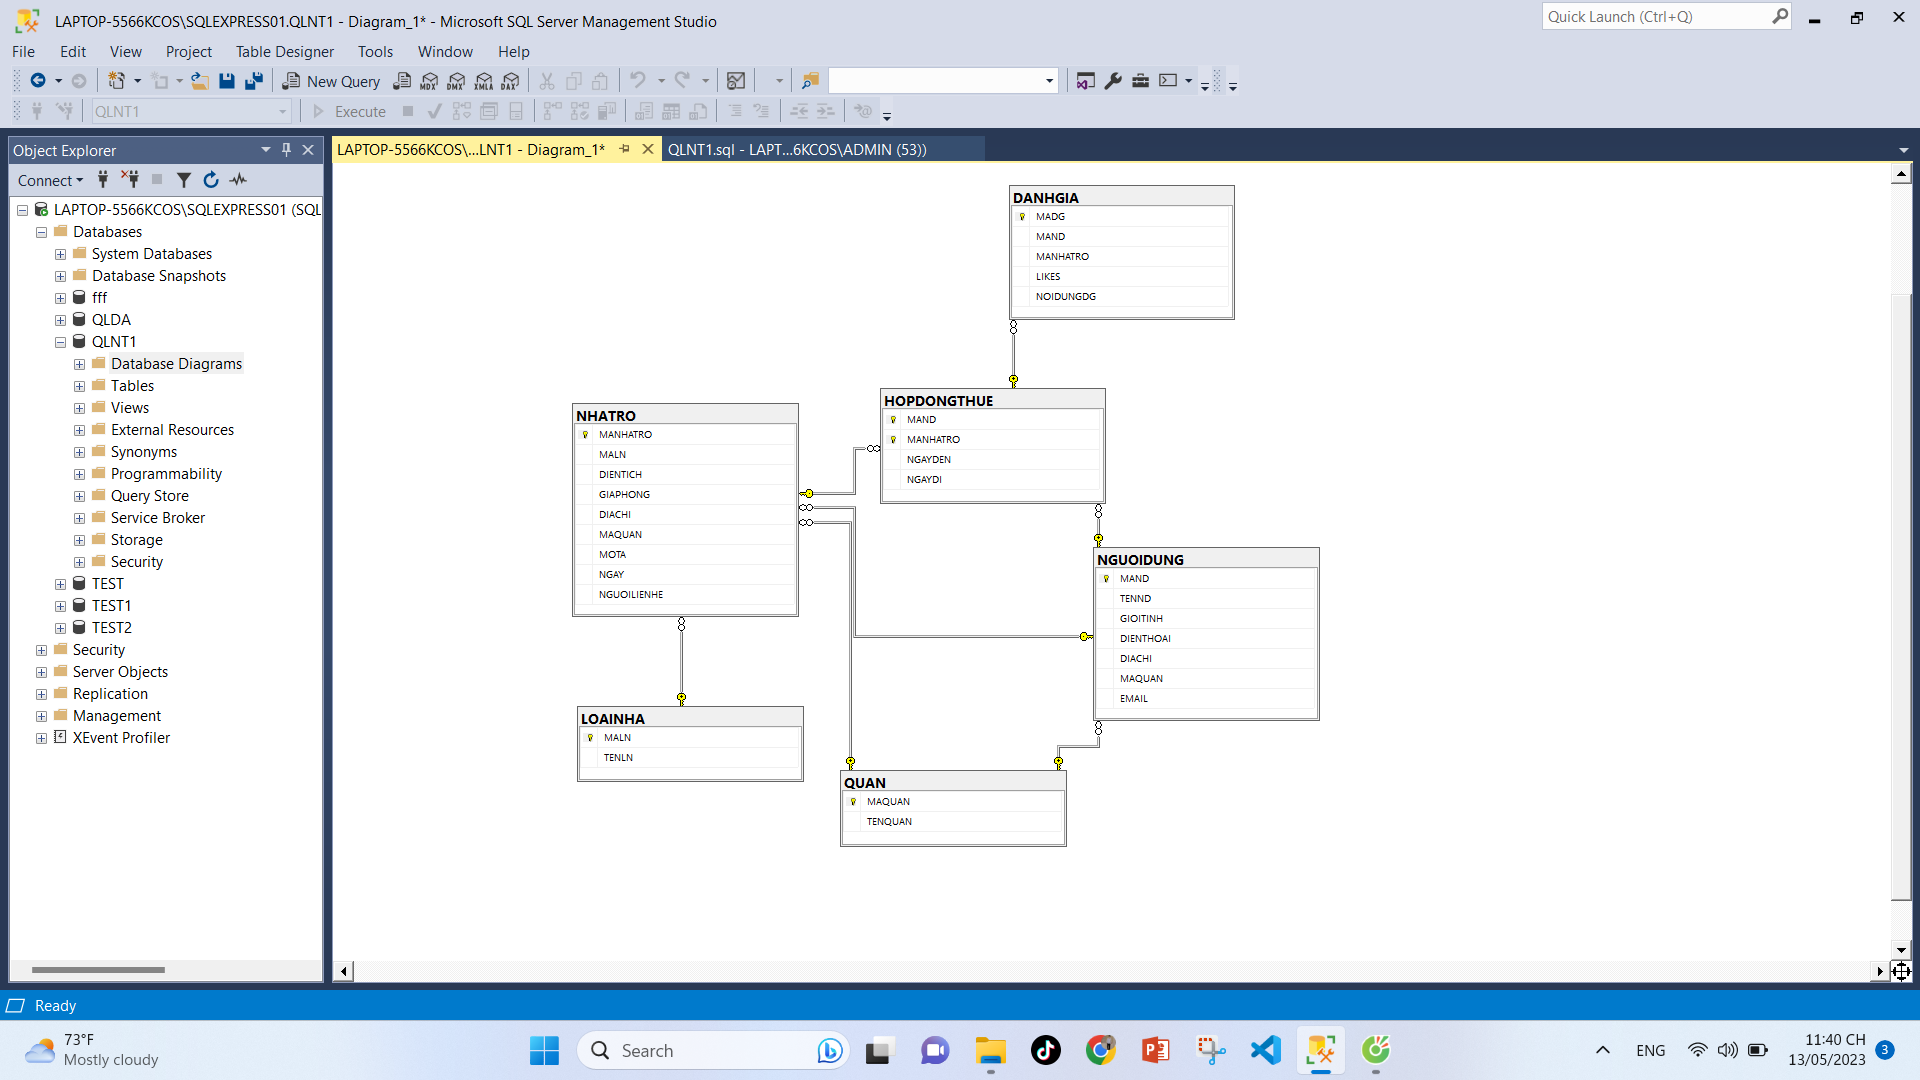 LAPTOP-5566KCOS\SQLEXPRESS01.QLNT1 - Diagram_1* - Microsoft SQL Server Management Studio
Quick Launch (Ctrl+Q)
File Edit View Project Table Designer Tools Window Help
New Query MDX DMX XMLA DAX
QLNT1 Execute
Object Explorer
Connect
LAPTOP-5566KCOS\SQLEXPRESS01 (SQL
Databases
System Databases
Database Snapshots
fff
QLDA
QLNT1
Database Diagrams
Tables
Views
External Resources
Synonyms
Programmability
Query Store
Service Broker
Storage
Security
TEST
TEST1
TEST2
Security
Server Objects
Replication
Management
XEvent Profiler
LAPTOP-5566KCOS\...LNT1 - Diagram_1*
QLNT1.sql - LAPT...6KCOS\ADMIN (53))
DANHGIA
MADG
MAND
MANHATRO
LIKES
NOIDUNGDG
HOPDONGTHUE
MAND
MANHATRO
NGAYDEN
NGAYDI
NHATRO
MANHATRO
MALN
DIENTICH
GIAPHONG
DIACHI
MAQUAN
MOTA
NGAY
NGUOILIENHE
NGUOIDUNG
MAND
TENND
GIOITINH
DIENTHOAI
DIACHI
MAQUAN
EMAIL
LOAINHA
MALN
TENLN
QUAN
MAQUAN
TENQUAN
Ready
73°F
Mostly cloudy
Search
ENG
11:40 CH
13/05/2023
3